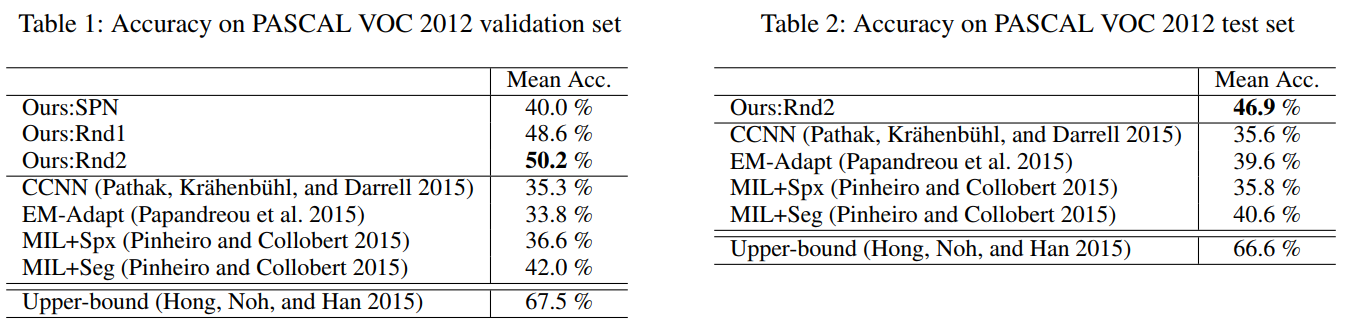 Table 1: Accuracy on PASCAL VOC 2012 validation set
Mean Acc.
Ours:SPN 40.0 %
Ours:Rnd1 48.6 %
Ours:Rnd2 50.2 %
CCNN (Pathak, Krähenbühl, and Darrell 2015) 35.3 %
EM-Adapt (Papandreou et al. 2015) 33.8 %
MIL+Spx (Pinheiro and Collobert 2015) 36.6 %
MIL+Seg (Pinheiro and Collobert 2015) 42.0 %
Upper-bound (Hong, Noh, and Han 2015) 67.5 %
Table 2: Accuracy on PASCAL VOC 2012 test set
Mean Acc.
Ours:Rnd2 46.9 %
CCNN (Pathak, Krähenbühl, and Darrell 2015) 35.6 %
EM-Adapt (Papandreou et al. 2015) 39.6 %
MIL+Spx (Pinheiro and Collobert 2015) 35.8 %
MIL+Seg (Pinheiro and Collobert 2015) 40.6 %
Upper-bound (Hong, Noh, and Han 2015) 66.6 %